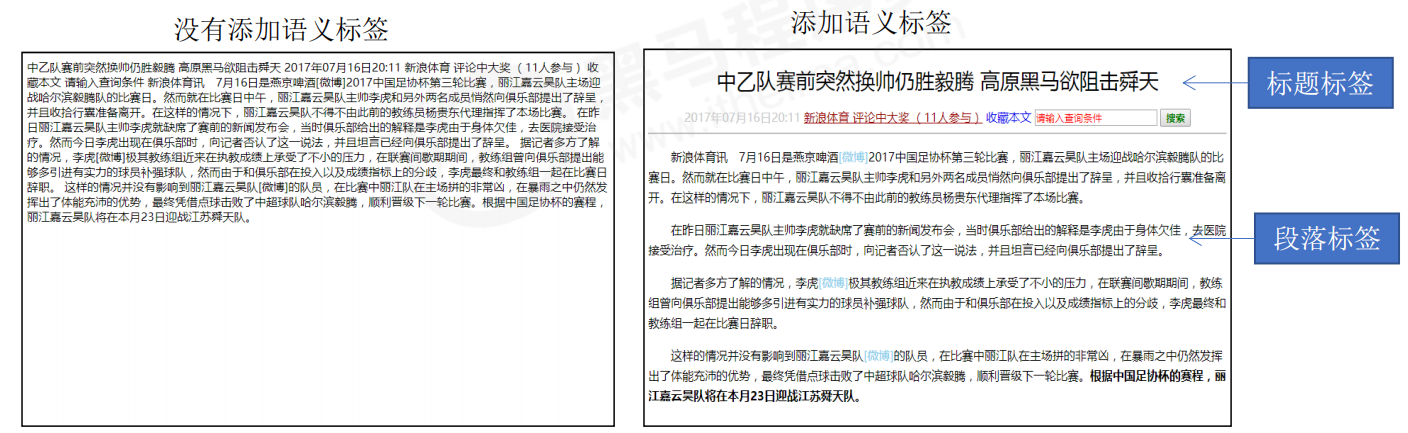 没有添加语义标签
中乙队赛前突然换帅仍胜毅腾 高原黑马欲阻击舜天 2017年07月16日20:11 新浪体育 评论中大奖（11人参与）收
藏本文 请输入查询条件 新浪体育讯 7月16日是燕京啤酒[微博]2017中国足协杯第三轮比赛，丽江嘉云昊队主场迎
战哈尔滨毅腾队的比赛日。然而就在比赛日中午，丽江嘉云昊队主帅李虎和另外两名成员悄然向俱乐部提出了辞呈，
并且收拾行囊准备离开。在这样的情况下，丽江嘉云昊队不得不由此前的教练员杨贵东代理指挥了本场比赛。 在昨
日丽江嘉云昊队主帅李虎就缺席了赛前的新闻发布会，当时俱乐部给出的解释是李虎由于身体欠佳，去医院接受治
疗。然而今日李虎出现在俱乐部时，向记者否认了这一说法，并且坦言已经向俱乐部提出了辞呈。 据记者多方了解
的情况，李虎[微博]极其教练组近来在执教成绩上承受了不小的压力，在联赛间歇期期间，教练组曾向俱乐部提出能
够多引进有实力的球员补强球队，然而由于和俱乐部在投入以及成绩指标上的分歧，李虎最终和教练组一起在比赛日
辞职。 这样的情况并没有影响到丽江嘉云昊队[微博]的队员，在比赛中丽江队在主场拼的非常凶，在暴雨之中仍然发
挥出了体能充沛的优势，最终凭借点球击败了中超球队哈尔滨毅腾，顺利晋级下一轮比赛。根据中国足协杯的赛程，
丽江嘉云昊队将在本月23日迎战江苏舜天队。
添加语义标签
中乙队赛前突然换帅仍胜毅腾 高原黑马欲阻击舜天
标题标签
2017年07月16日20:11 新浪体育 评论中大奖（11人参与）收藏本文 请输入查询条件 搜索
新浪体育讯 7月16日是燕京啤酒[微博]2017中国足协杯第三轮比赛，丽江嘉云昊队主场迎战哈尔滨毅腾队的比
赛日。然而就在比赛日中午，丽江嘉云昊队主帅李虎和另外两名成员悄然向俱乐部提出了辞呈，并且收拾行囊准备离
开。在这样的情况下，丽江嘉云昊队不得不由此前的教练员杨贵东代理指挥了本场比赛。
在昨日丽江嘉云昊队主帅李虎就缺席了赛前的新闻发布会，当时俱乐部给出的解释是李虎由于身体欠佳，去医院
接受治疗。然而今日李虎出现在俱乐部时，向记者否认了这一说法，并且坦言已经向俱乐部提出了辞呈。
段落标签
据记者多方了解的情况，李虎[微博]极其教练组近来在执教成绩上承受了不小的压力，在联赛间歇期期间，教练
组曾向俱乐部提出能够多引进有实力的球员补强球队，然而由于和俱乐部在投入以及成绩指标上的分歧，李虎最终和
教练组一起在比赛日辞职。
这样的情况并没有影响到丽江嘉云昊队[微博]的队员，在比赛中丽江队在主场拼的非常凶，在暴雨之中仍然发挥
出了体能充沛的优势，最终凭借点球击败了中超球队哈尔滨毅腾，顺利晋级下一轮比赛。根据中国足协杯的赛程，丽
江嘉云昊队将在本月23日迎战江苏舜天队。